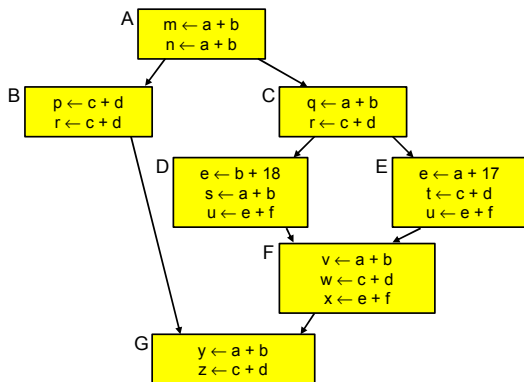 A
m ← a + b
n ← a + b
B
p ← c + d
r ← c + d
C
q ← a + b
r ← c + d
D
e ← b + 18
s ← a + b
u ← e + f
E
e ← a + 17
t ← c + d
u ← e + f
F
v ← a + b
w ← c + d
x ← e + f
G
y ← a + b
z ← c + d